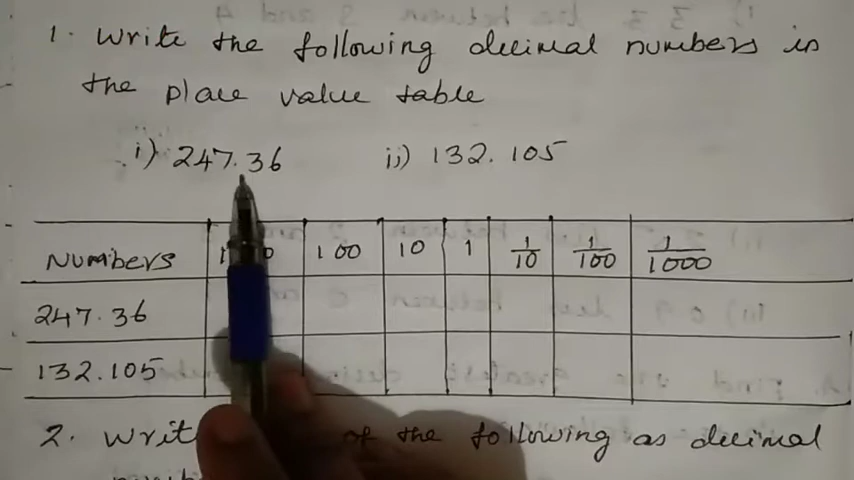 1. Write the following decimal numbers in
the place value table
i) 247.36 ii) 132.105
Numbers 100 10 1 1/10 1/100 1/1000
247.36
132.105
2. of the following as decimal